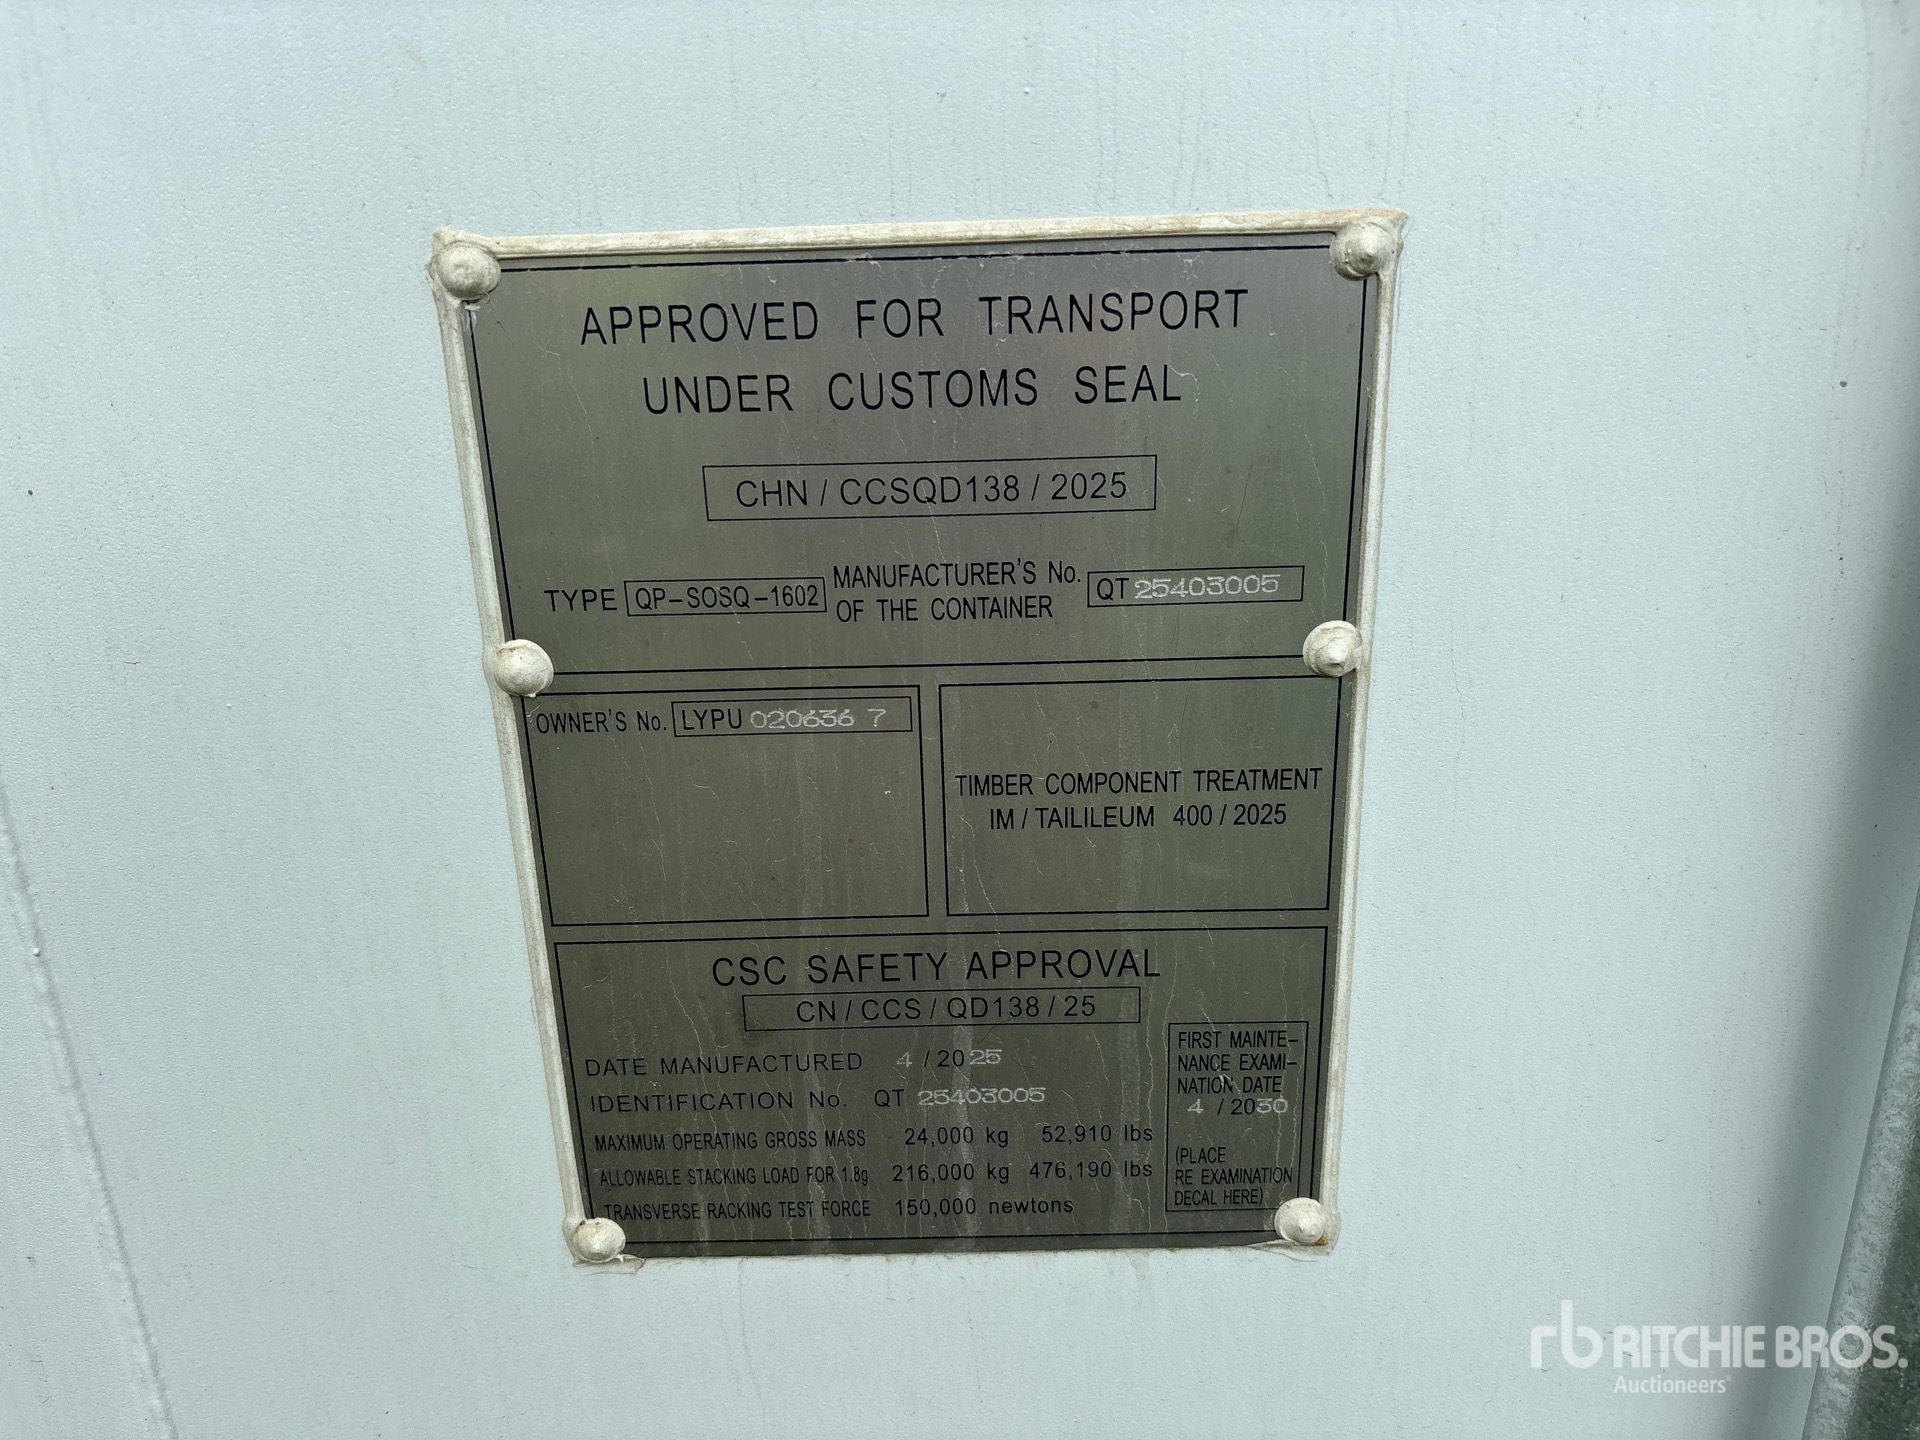 APPROVED FOR TRANSPORT
UNDER CUSTOMS SEAL
CHN / CCSQD138 / 2025
TYPE QP-SOSQ-1602 MANUFACTURER'S No. OF THE CONTAINER QT 25403005
OWNER'S No. LYPU 020636 7
TIMBER COMPONENT TREATMENT
IM / TAILILEUM 400 / 2025
CSC SAFETY APPROVAL
CN / CCS / QD138 / 25
DATE MANUFACTURED 4 / 2025
IDENTIFICATION No. QT 25403005
MAXIMUM OPERATING GROSS MASS 24,000 kg 52,910 lbs
ALLOWABLE STACKING LOAD FOR 1.8g 216,000 kg 476,190 lbs
TRANSVERSE RACKING TEST FORCE 150,000 newtons
FIRST MAINTE-
NANCE EXAMI-
NATION DATE
4 / 2030
(PLACE
RE EXAMINATION
DECAL HERE)
rb RITCHIE BROS.
Auctioneers